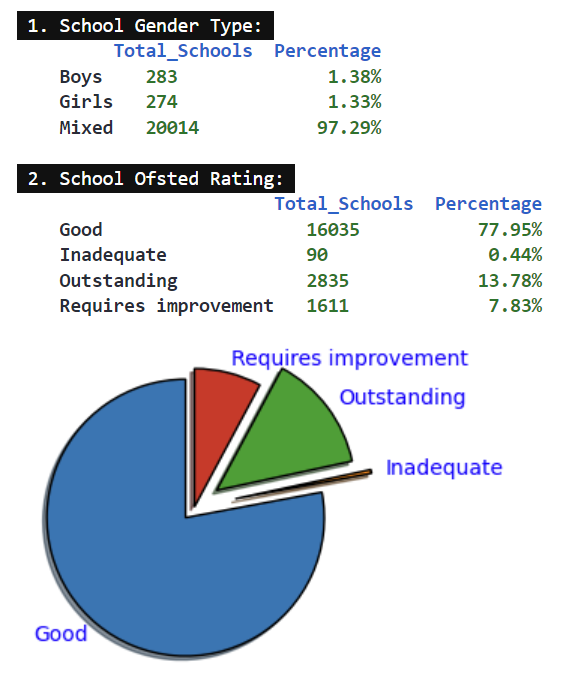 1. School Gender Type:
Total_Schools Percentage
Boys 283 1.38%
Girls 274 1.33%
Mixed 20014 97.29%
2. School Ofsted Rating:
Total_Schools Percentage
Good 16035 77.95%
Inadequate 90 0.44%
Outstanding 2835 13.78%
Requires improvement 1611 7.83%
Requires improvement
Outstanding
Inadequate
Good